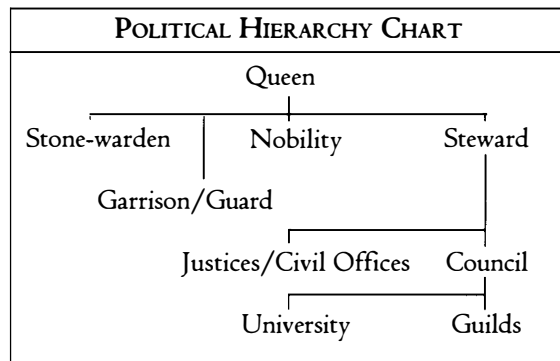 POLITICAL HIERARCHY CHART
Queen
Stone-warden Nobility Steward
Garrison/Guard
Justices/Civil Offices Council
University Guilds